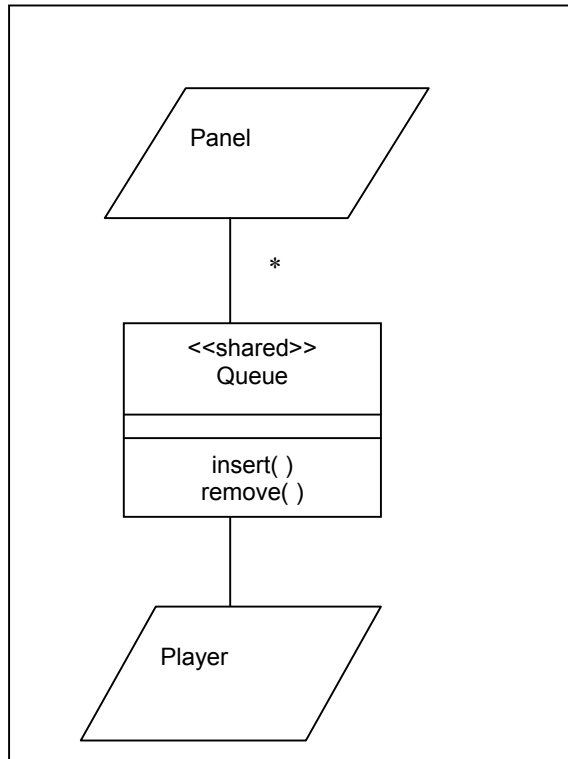 Panel
*
<<shared>>
Queue
insert( )
remove( )
Player